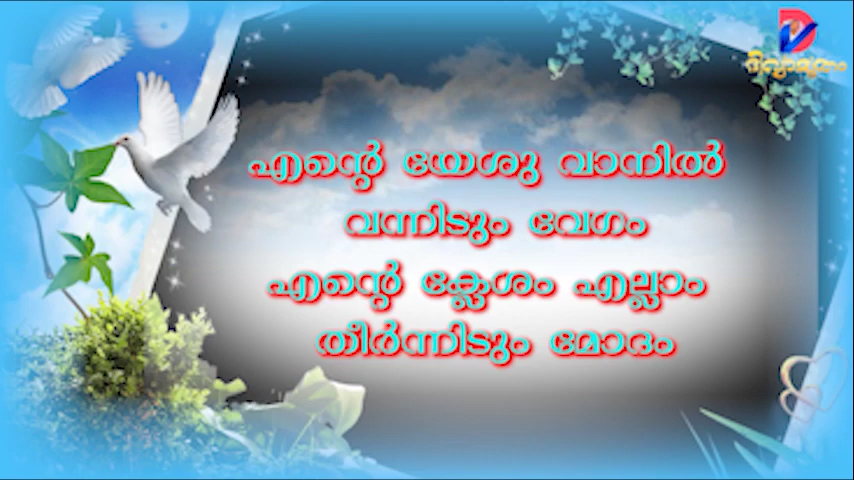 ദിവ്യാമൃതം
എന്റെ യേശു വാനിൽ
വന്നിടും വേഗം
എന്റെ ക്ലേശം എല്ലാം
തീർന്നിടും മോദം